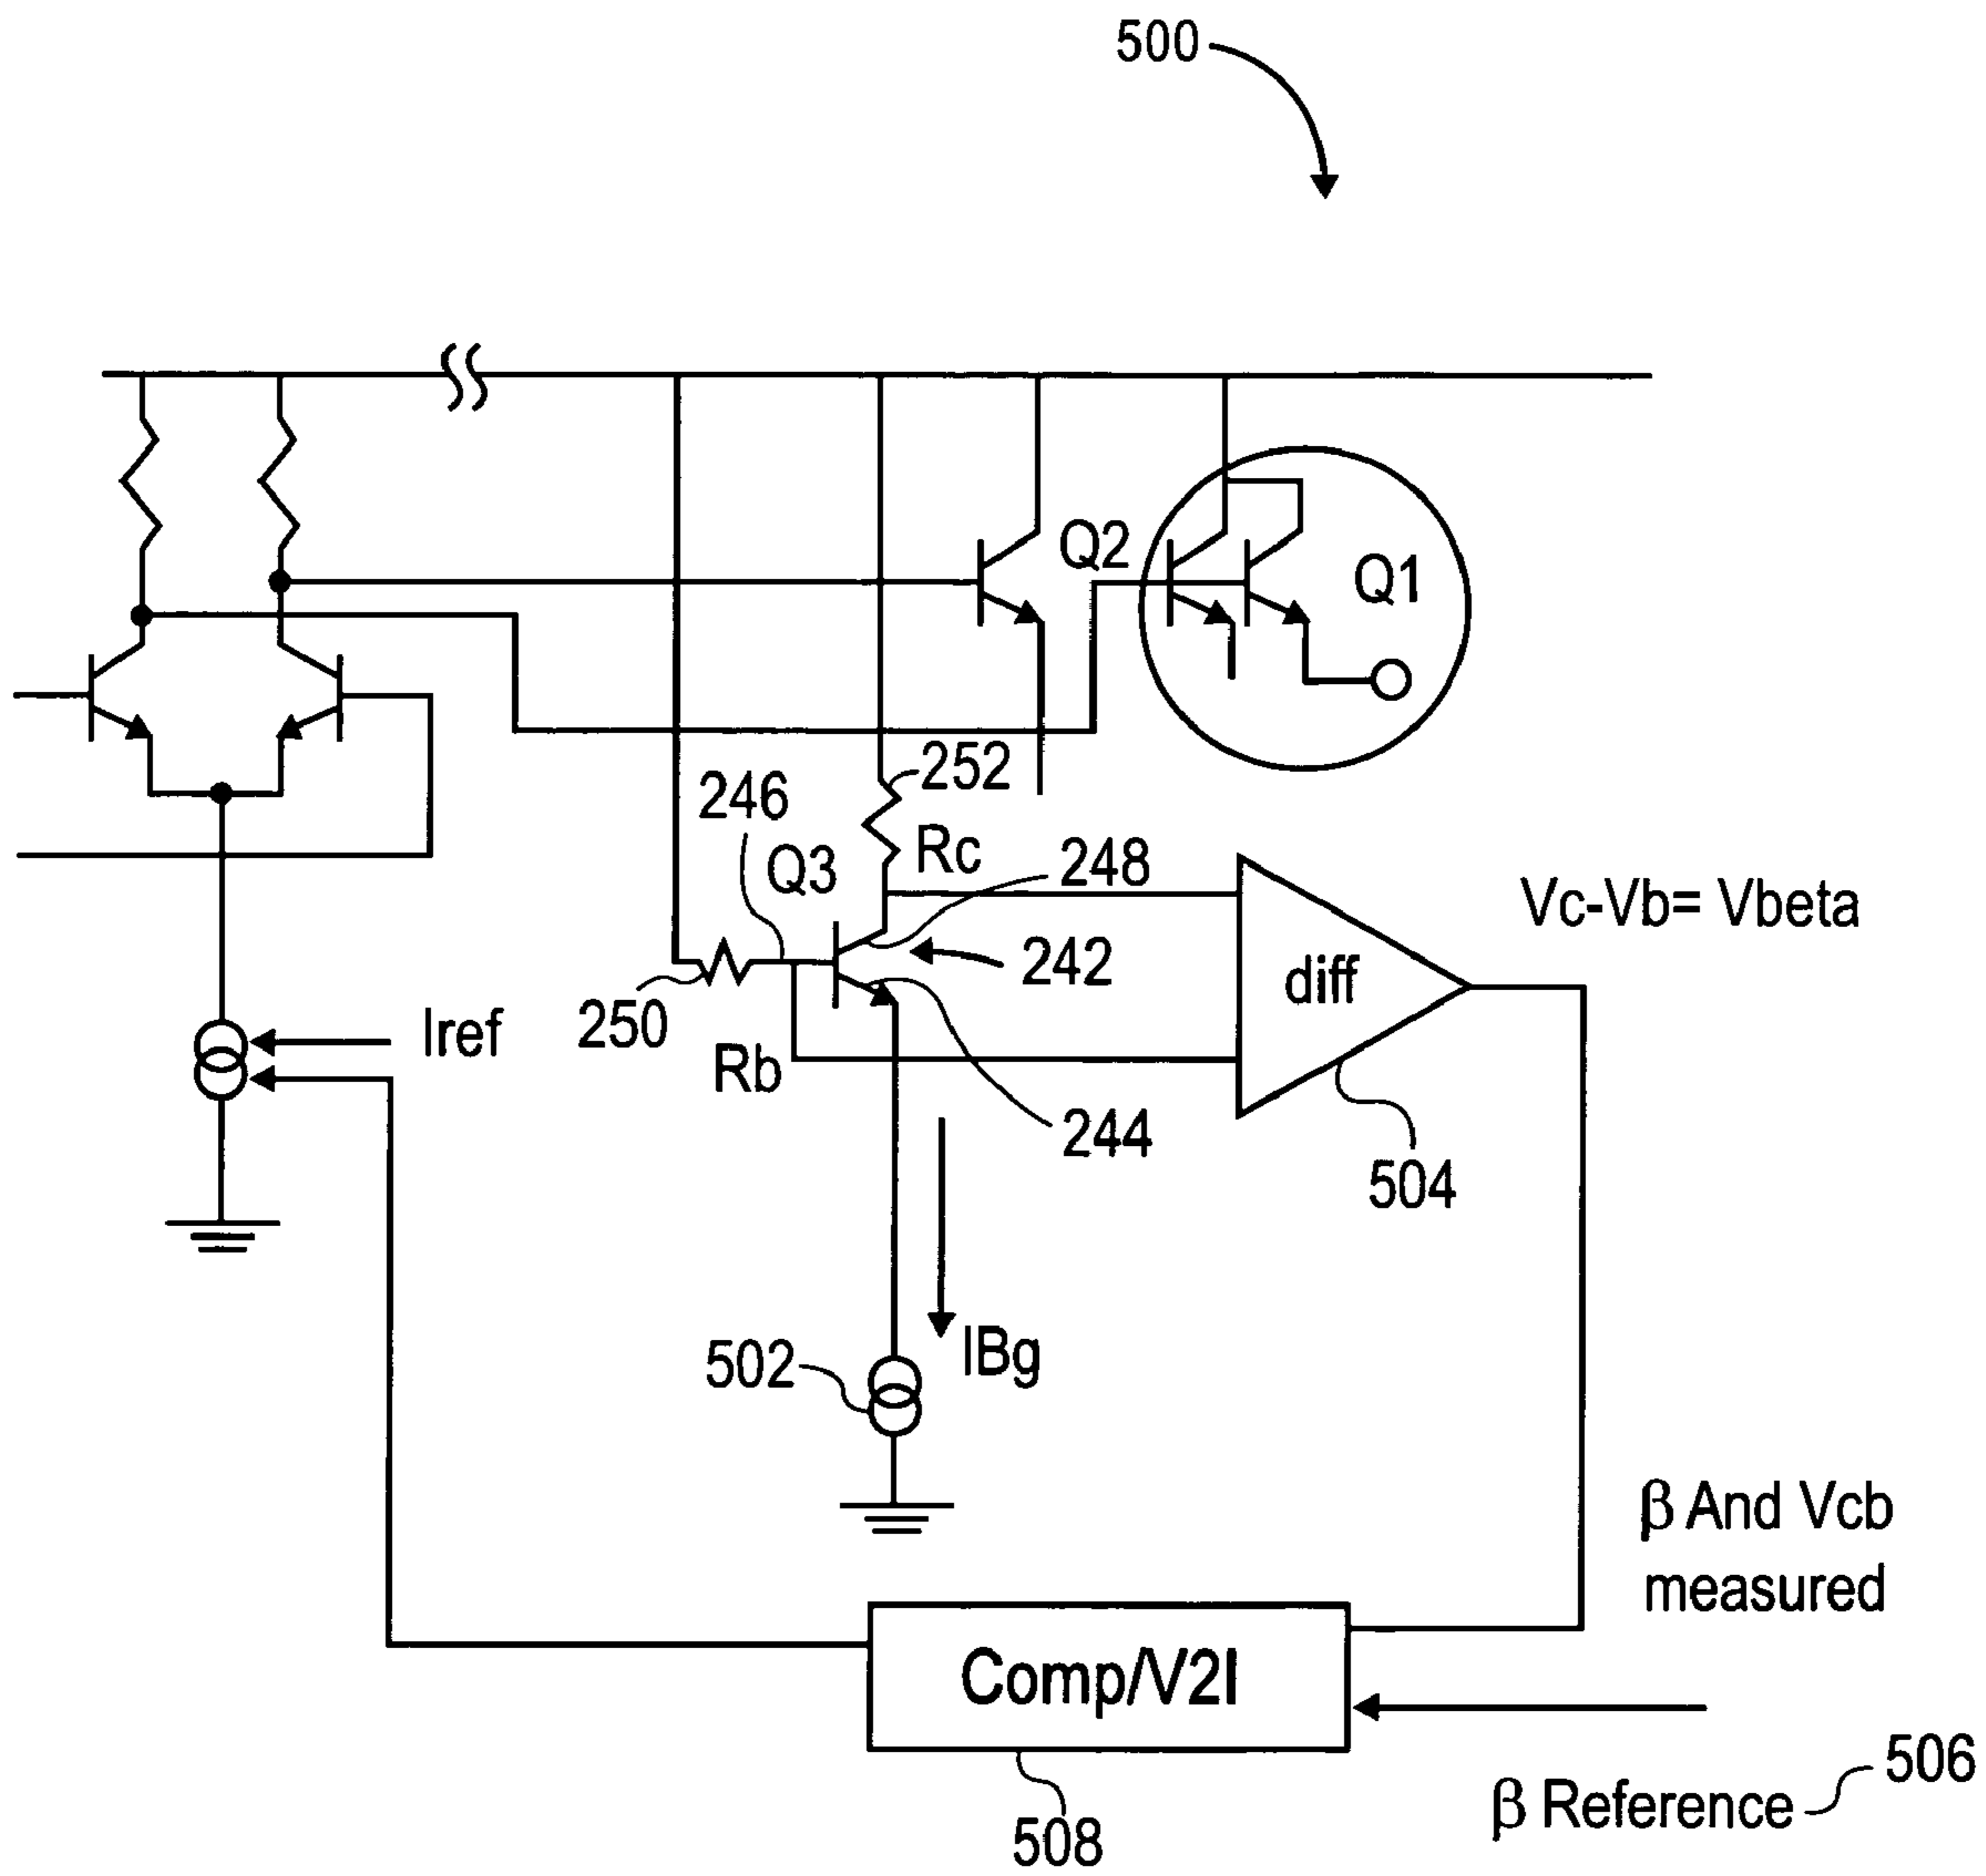 500
Q2
Q1
252
246
Q3
Rc
248
Vc-Vb= Vbeta
242
diff
250
Iref
Rb
244
504
502
IBg
β And Vcb
measured
Comp/V2I
506
β Reference
508